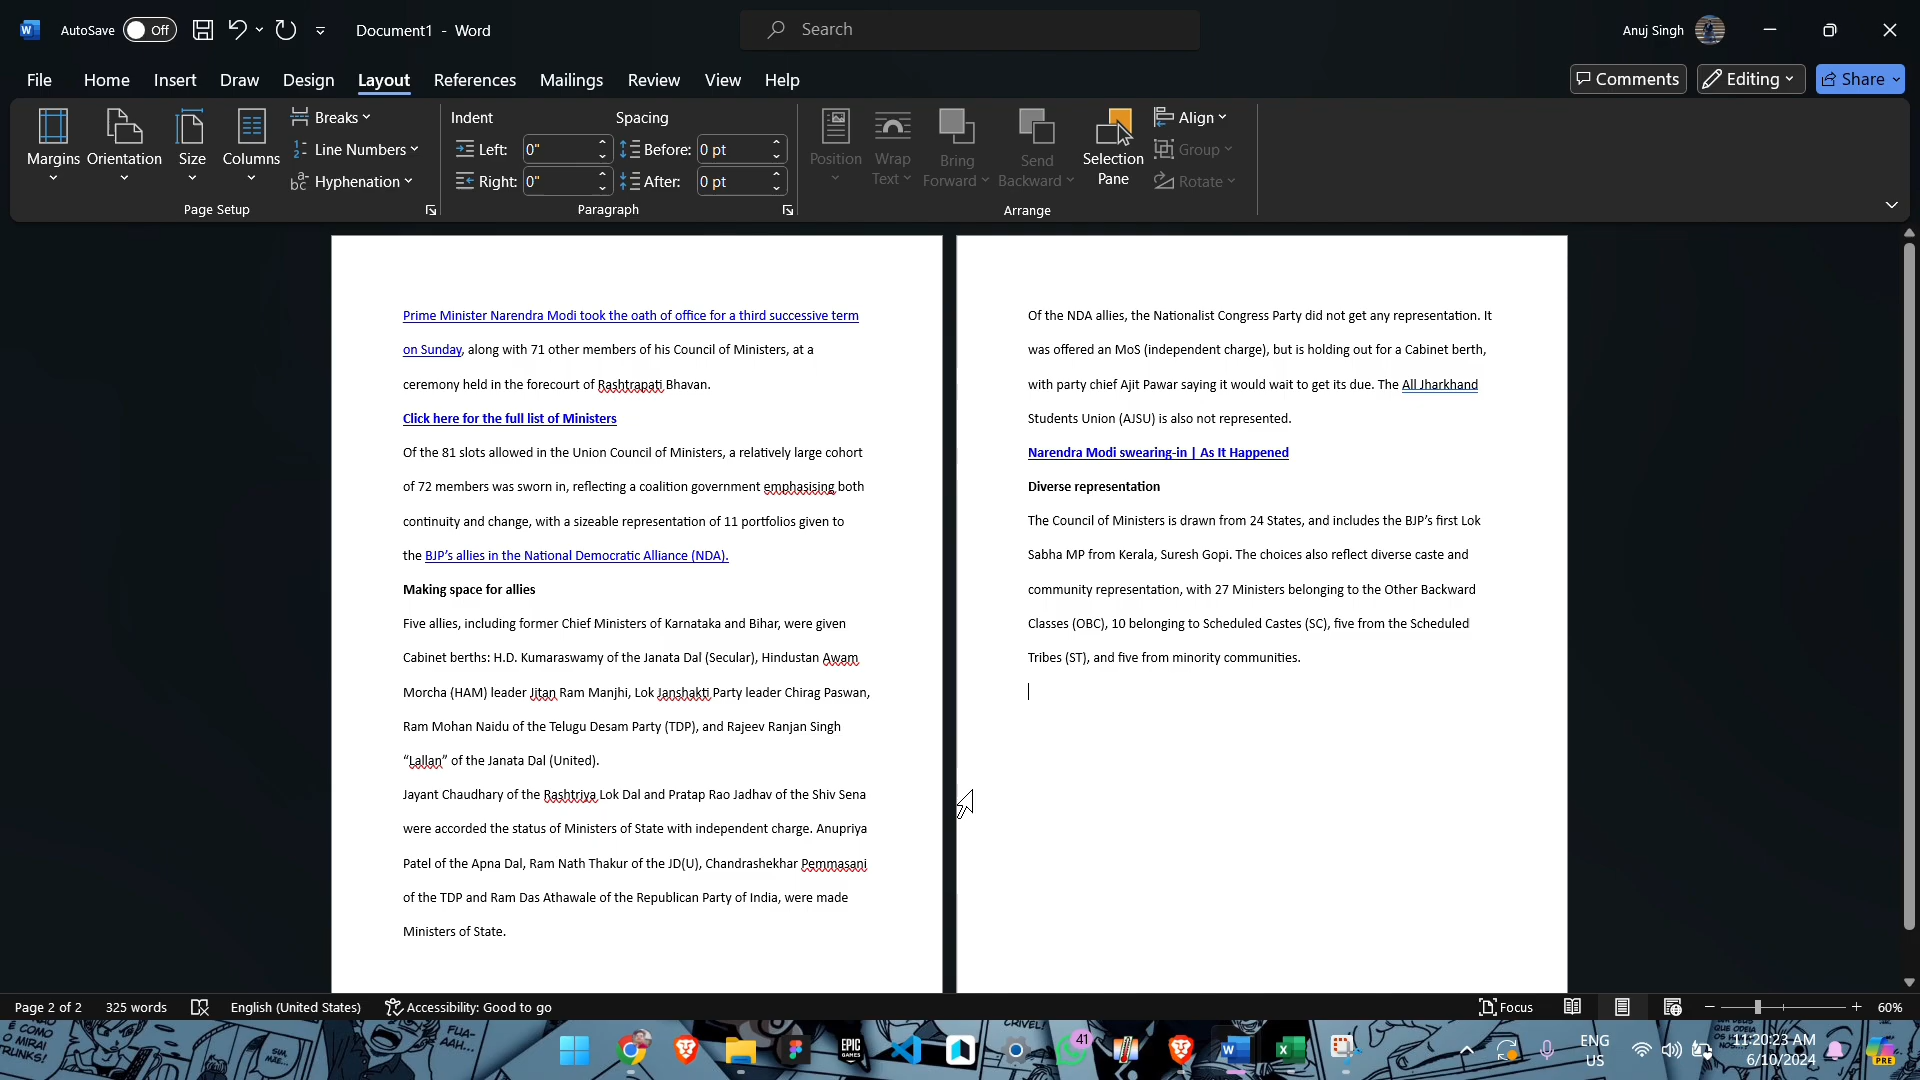 AutoSave Off Document1 - Word Search Anuj Singh
File Home Insert Draw Design Layout References Mailings Review View Help Comments Editing Share
Margins Orientation Size Columns Breaks Line Numbers Hyphenation
Page Setup
Indent Spacing
Left: 0" Before: 0 pt
Right: 0" After: 0 pt
Paragraph
Position Wrap Text Bring Forward Send Backward Selection Pane Align Group Rotate
Arrange
Prime Minister Narendra Modi took the oath of office for a third successive term
on Sunday, along with 71 other members of his Council of Ministers, at a
ceremony held in the forecourt of Rashtrapati Bhavan.
Click here for the full list of Ministers
Of the 81 slots allowed in the Union Council of Ministers, a relatively large cohort
of 72 members was sworn in, reflecting a coalition government emphasising both
continuity and change, with a sizeable representation of 11 portfolios given to
the BJP’s allies in the National Democratic Alliance (NDA).
Making space for allies
Five allies, including former Chief Ministers of Karnataka and Bihar, were given
Cabinet berths: H.D. Kumaraswamy of the Janata Dal (Secular), Hindustan Awam
Morcha (HAM) leader Jitan Ram Manjhi, Lok Janshakti Party leader Chirag Paswan,
Ram Mohan Naidu of the Telugu Desam Party (TDP), and Rajeev Ranjan Singh
“Lallan” of the Janata Dal (United).
Jayant Chaudhary of the Rashtriya Lok Dal and Pratap Rao Jadhav of the Shiv Sena
were accorded the status of Ministers of State with independent charge. Anupriya
Patel of the Apna Dal, Ram Nath Thakur of the JD(U), Chandrashekhar Pemmasani
of the TDP and Ram Das Athawale of the Republican Party of India, were made
Ministers of State.
Of the NDA allies, the Nationalist Congress Party did not get any representation. It
was offered an MoS (independent charge), but is holding out for a Cabinet berth,
with party chief Ajit Pawar saying it would wait to get its due. The All Jharkhand
Students Union (AJSU) is also not represented.
Narendra Modi swearing-in | As It Happened
Diverse representation
The Council of Ministers is drawn from 24 States, and includes the BJP’s first Lok
Sabha MP from Kerala, Suresh Gopi. The choices also reflect diverse caste and
community representation, with 27 Ministers belonging to the Other Backward
Classes (OBC), 10 belonging to Scheduled Castes (SC), five from the Scheduled
Tribes (ST), and five from minority communities.
Page 2 of 2 325 words English (United States) Accessibility: Good to go Focus 60%
EPIC GAMES 41 ENG US 11:20:23 AM 6/10/2024 PRE